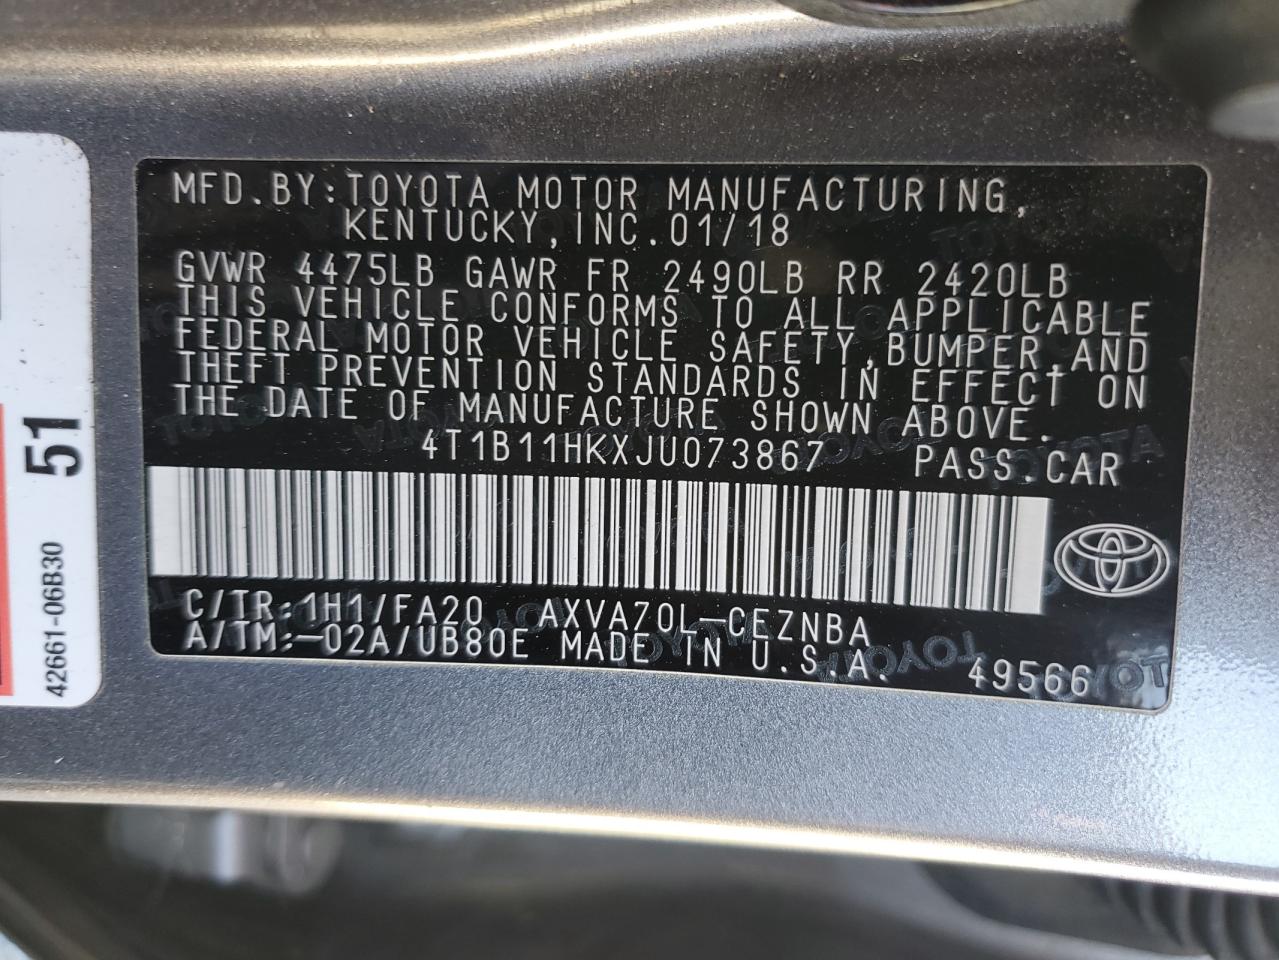 MFD.BY:TOYOTA MOTOR MANUFACTURING,
KENTUCKY,INC.01/18
GVWR 4475LB GAWR FR 2490LB RR 2420LB
THIS VEHICLE CONFORMS TO ALL APPLICABLE
FEDERAL MOTOR VEHICLE SAFETY,BUMPER,AND
THEFT PREVENTION STANDARDS IN EFFECT ON
THE DATE OF MANUFACTURE SHOWN ABOVE.
4T1B11HKXJU073867 PASS.CAR
C/TR:1H1/FA20 AXVA70L-CEZNBA
A/TM:-02A/UB80E MADE IN U.S.A. 49566
51
42661-06B30